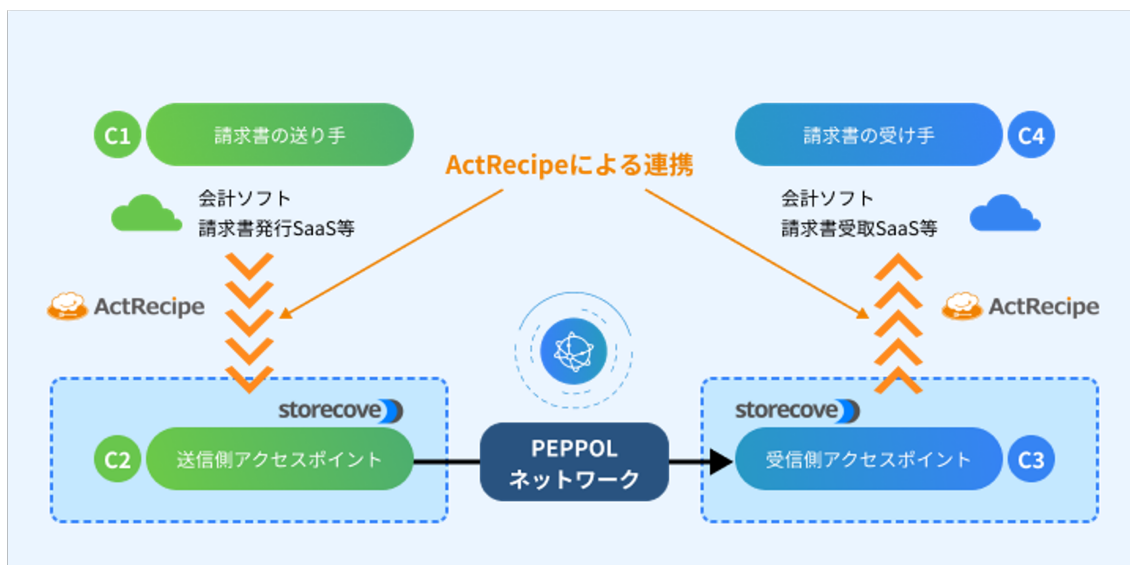 C1
請求書の送り手
請求書の受け手
C4
ActRecipeによる連携
会計ソフト
請求書発行SaaS等
会計ソフト
請求書受取SaaS等
ActRecipe
ActRecipe
storecove
storecove
C2
送信側アクセスポイント
PEPPOL
ネットワーク
受信側アクセスポイント
C3